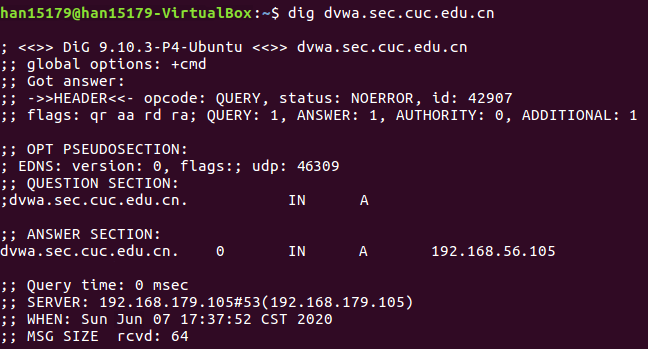 han15179@han15179-VirtualBox:~$ dig dvwa.sec.cuc.edu.cn
; <<>> DiG 9.10.3-P4-Ubuntu <<>> dvwa.sec.cuc.edu.cn
;; global options: +cmd
;; Got answer:
;; ->>HEADER<<- opcode: QUERY, status: NOERROR, id: 42907
;; flags: qr aa rd ra; QUERY: 1, ANSWER: 1, AUTHORITY: 0, ADDITIONAL: 1
;; OPT PSEUDOSECTION:
; EDNS: version: 0, flags:; udp: 46309
;; QUESTION SECTION:
;dvwa.sec.cuc.edu.cn. IN A
;; ANSWER SECTION:
dvwa.sec.cuc.edu.cn. 0 IN A 192.168.56.105
;; Query time: 0 msec
;; SERVER: 192.168.179.105#53(192.168.179.105)
;; WHEN: Sun Jun 07 17:37:52 CST 2020
;; MSG SIZE rcvd: 64